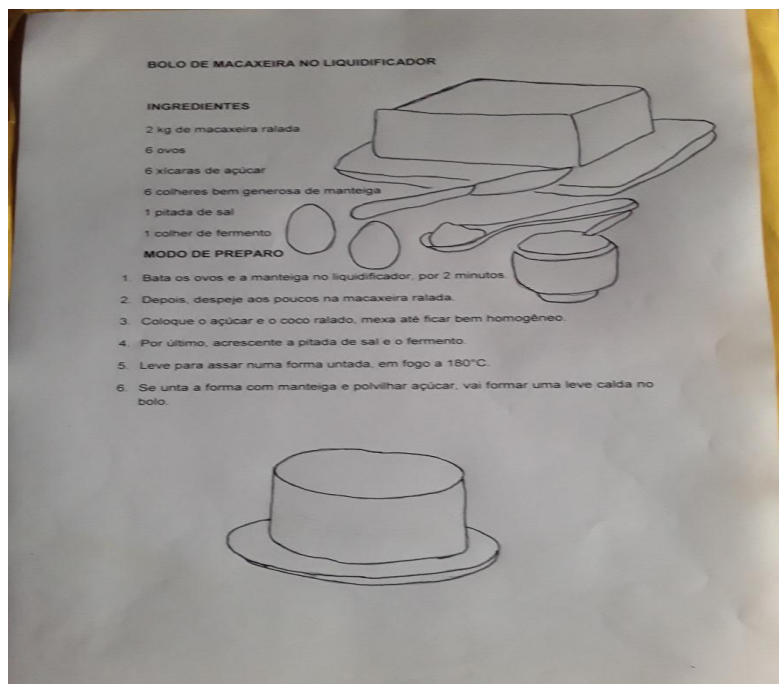 BOLO DE MACAXEIRA NO LIQUIDIFICADOR
INGREDIENTES
2 kg de macaxeira ralada
6 ovos
6 xícaras de açúcar
6 colheres bem generosa de manteiga
1 pitada de sal
1 colher de fermento
MODO DE PREPARO
1. Bata os ovos e a manteiga no liquidificador, por 2 minutos.
2. Depois, despeje aos poucos na macaxeira ralada.
3. Coloque o açúcar e o coco ralado, mexa até ficar bem homogêneo.
4. Por último, acrescente a pitada de sal e o fermento.
5. Leve para assar numa forma untada, em fogo a 180°C.
6. Se unta a forma com manteiga e polvilhar açúcar, vai formar uma leve calda no
bolo.